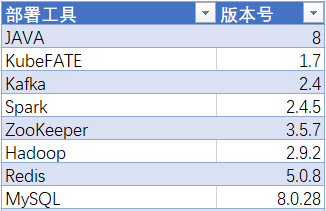 部署工具 版本号
JAVA 8
KubeFATE 1.7
Kafka 2.4
Spark 2.4.5
ZooKeeper 3.5.7
Hadoop 2.9.2
Redis 5.0.8
MySQL 8.0.28